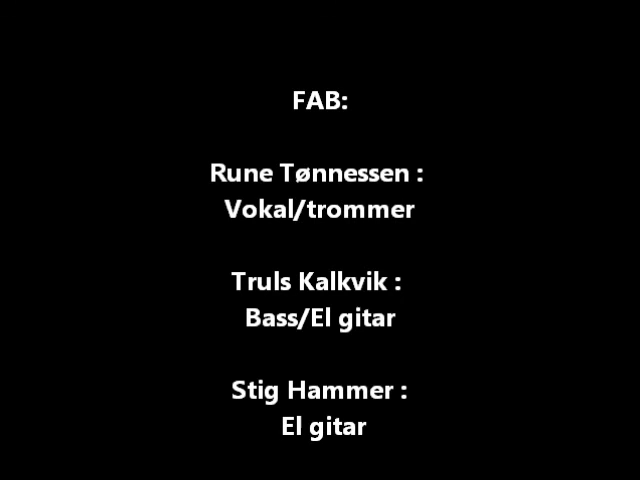 FAB:
Rune Tønnessen :
Vokal/trommer
Truls Kalkvik :
Bass/El gitar
Stig Hammer :
El gitar